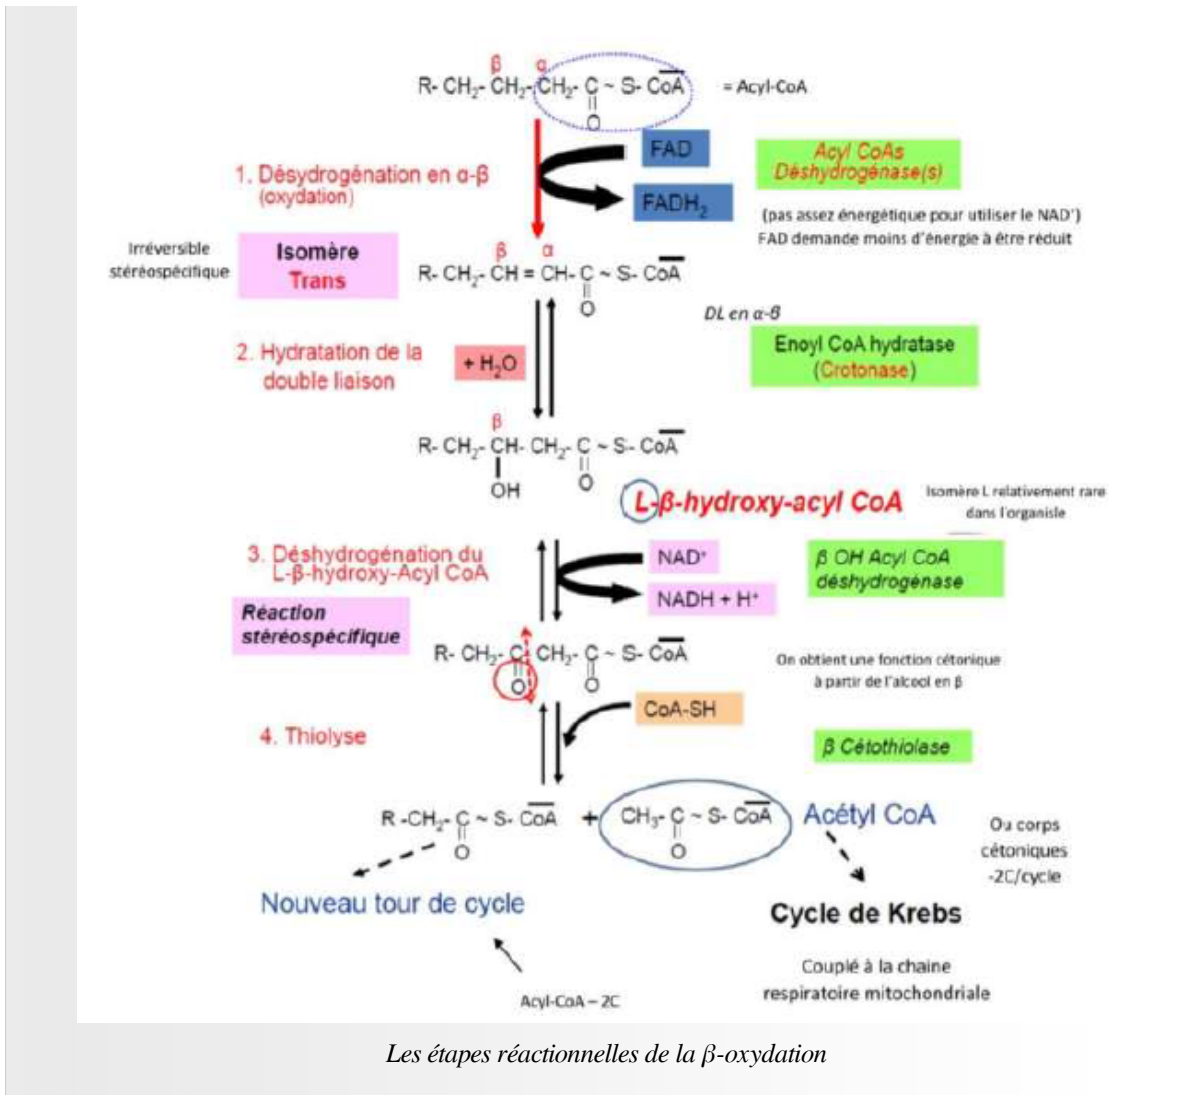 β α
R- CH₂- CH₂- CH₂- C ~ S- CoA = Acyl-CoA
O
FAD
Acyl CoAs
Déshydrogénase(s)
1. Désydrogénation en α-β
(oxydation)
FADH₂
(pas assez énergétique pour utiliser le NAD⁺)
FAD demande moins d'énergie à être réduit
Irréversible
stéréospécifique
Isomère
Trans
β α
R- CH₂- CH = CH- C ~ S- CoA
O
DL en α-β
2. Hydratation de la
double liaison
+ H₂O
Enoyl CoA hydratase
(Crotonase)
β
R- CH₂- CH- CH₂- C ~ S- CoA
OH O
L-β-hydroxy-acyl CoA
Isomère L relativement rare
dans l'organisle
3. Déshydrogénation du
L-β-hydroxy-Acyl CoA
NAD⁺
NADH + H⁺
β OH Acyl CoA
déshydrogénase
Réaction
stéréospécifique
R- CH₂- C CH₂- C ~ S- CoA
O O
On obtient une fonction cétonique
à partir de l'alcool en β
CoA-SH
4. Thiolyse
β Cétothiolase
R -CH₂- C ~ S- CoA + CH₃- C ~ S- CoA Acétyl CoA
O O
Ou corps
cétoniques
-2C/cycle
Nouveau tour de cycle
Cycle de Krebs
Couplé à la chaine
respiratoire mitochondriale
Acyl-CoA – 2C
Les étapes réactionnelles de la β-oxydation